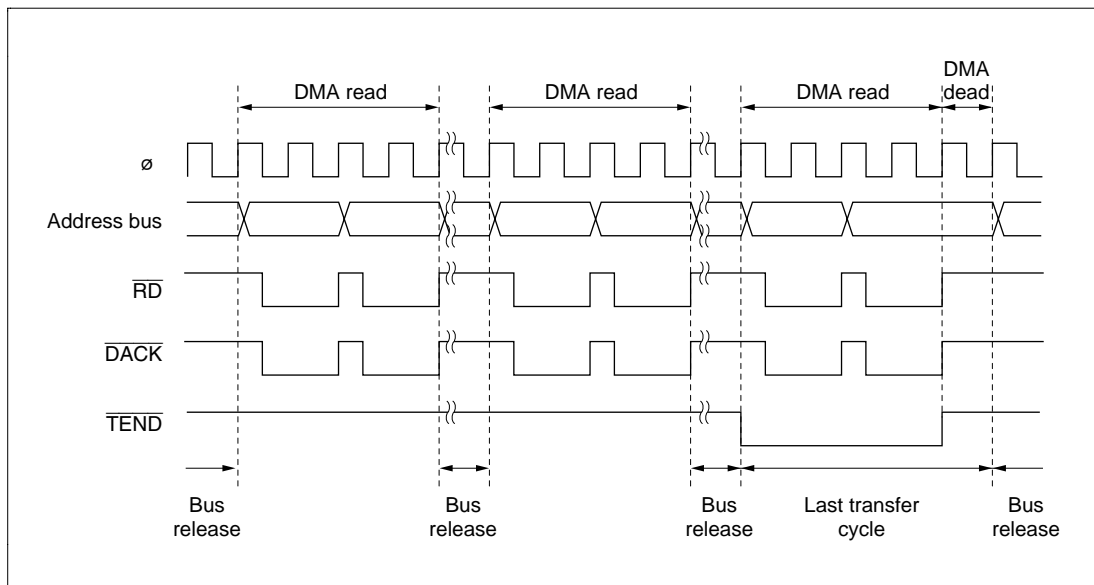 DMA
dead
DMA read DMA read DMA read
ø
Address bus
RD
DACK
TEND
Bus release
Bus release
Bus release
Last transfer cycle
Bus release